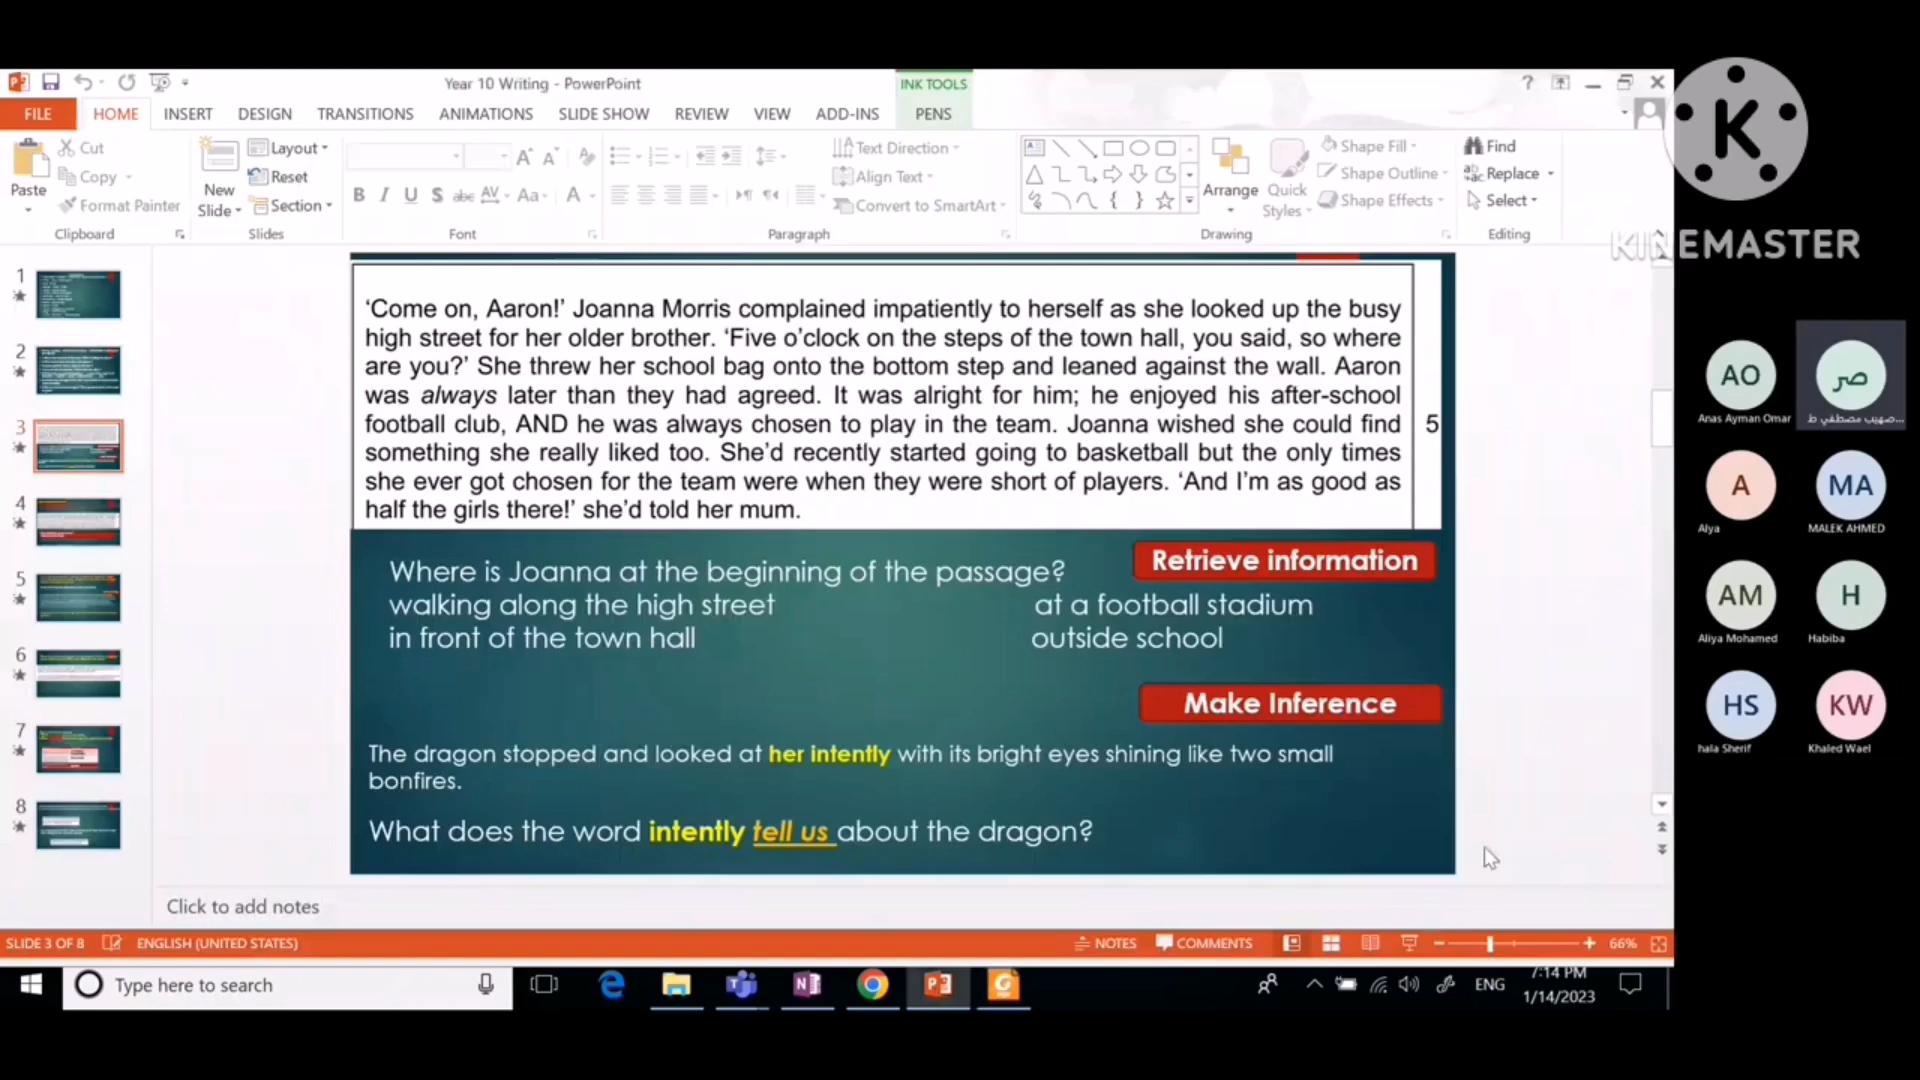 Year 10 Writing - PowerPoint
INK TOOLS
?
FILE HOME INSERT DESIGN TRANSITIONS ANIMATIONS SLIDE SHOW REVIEW VIEW ADD-INS PENS
Paste
Cut
Copy
Format Painter
Clipboard
New
Slide
Layout
Reset
Section
Slides
B I U S abc AV Aa A
Font
Text Direction
Align Text
Convert to SmartArt
Paragraph
Arrange
Quick
Styles
Shape Fill
Shape Outline
Shape Effects
Drawing
Find
Replace
Select
Editing
K
KINEMASTER
1
2
3
4
5
6
7
8
‘Come on, Aaron!’ Joanna Morris complained impatiently to herself as she looked up the busy
high street for her older brother. ‘Five o’clock on the steps of the town hall, you said, so where
are you?’ She threw her school bag onto the bottom step and leaned against the wall. Aaron
was always later than they had agreed. It was alright for him; he enjoyed his after-school
football club, AND he was always chosen to play in the team. Joanna wished she could find 5
something she really liked too. She’d recently started going to basketball but the only times
she ever got chosen for the team were when they were short of players. ‘And I’m as good as
half the girls there!’ she’d told her mum.
Retrieve information
Where is Joanna at the beginning of the passage?
walking along the high street at a football stadium
in front of the town hall outside school
Make Inference
The dragon stopped and looked at her intently with its bright eyes shining like two small
bonfires.
What does the word intently tell us about the dragon?
Click to add notes
SLIDE 3 OF 8 ENGLISH (UNITED STATES) NOTES COMMENTS 66%
Type here to search
ENG
7:14 PM
1/14/2023
AO
Anas Ayman Omar
صر
صهيب مصطفي ط...
A
Alya
MA
MALEK AHMED
AM
Aliya Mohamed
H
Habiba
HS
hala Sherif
KW
Khaled Wael